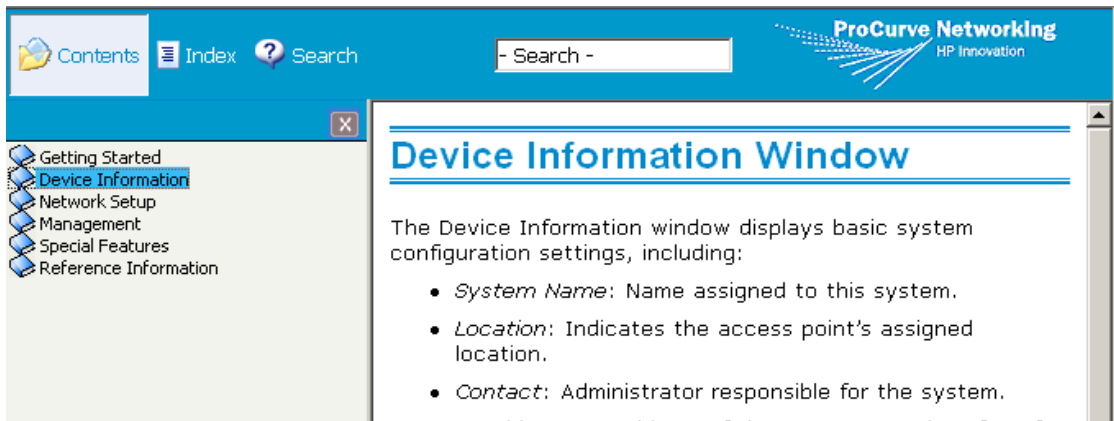 Contents
Index
Search
- Search -
ProCurve Networking
HP Innovation
X
Getting Started
Device Information
Network Setup
Management
Special Features
Reference Information
Device Information Window
The Device Information window displays basic system
configuration settings, including:
• System Name: Name assigned to this system.
• Location: Indicates the access point's assigned
location.
• Contact: Administrator responsible for the system.